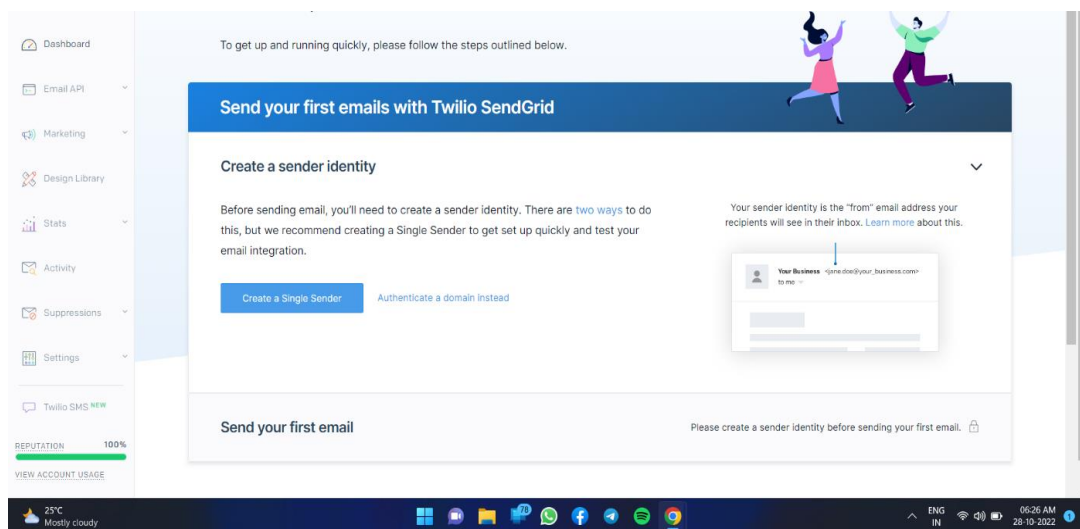 Dashboard
Email API
Marketing
Design Library
Stats
Activity
Suppressions
Settings
Twilio SMS NEW
REPUTATION 100%
VIEW ACCOUNT USAGE
To get up and running quickly, please follow the steps outlined below.
Send your first emails with Twilio SendGrid
Create a sender identity
Before sending email, you'll need to create a sender identity. There are two ways to do
this, but we recommend creating a Single Sender to get set up quickly and test your
email integration.
Create a Single Sender Authenticate a domain instead
Your sender identity is the "from" email address your
recipients will see in their inbox. Learn more about this.
Your Business <jane.doe@your_business.com>
to me
Send your first email
Please create a sender identity before sending your first email.
25°C
Mostly cloudy
78
ENG
IN
06:26 AM
28-10-2022
1